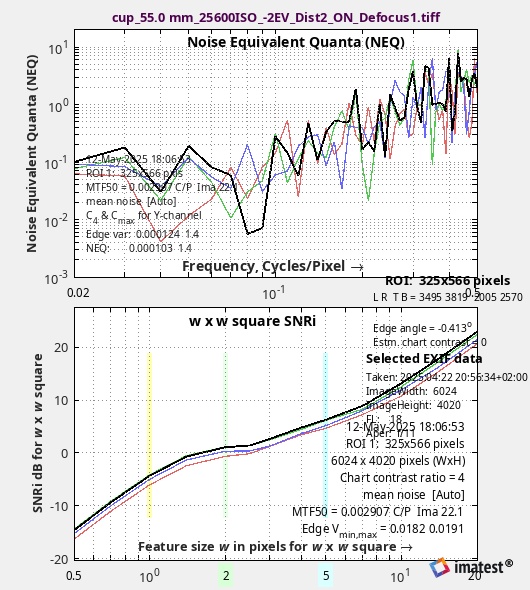 cup_55.0 mm_25600ISO_-2EV_Dist2_ON_Defocus1.tiff
Noise Equivalent Quanta (NEQ)
Noise Equivalent Quanta (NEQ)
10^1
10^0
10^-1
10^-2
10^-3
12-May-2025 18:06:53
ROI 1: 325x566 pixels
MTF50 = 0.002907 C/P Ima 22.1
mean noise [Auto]
C4 & Cmax for Y-channel
Edge var: 0.000124 1.4
NEQ: 0.000103 1.4
Frequency, Cycles/Pixel →
0.02
10^-1
0.5
ROI: 325x566 pixels
L R T B = 3495 3819 2005 2570
w x w square SNRi
SNRi dB for w x w square
20
10
0
-10
-20
Edge angle = -0.413°
Estm. chart contrast = 0
Selected EXIF data
Taken: 2025:04:22 20:56:34+02:00
ImageWidth: 6024
ImageHeight: 4020
FL: 18
Aper: f/11
12-May-2025 18:06:53
ROI 1; 325x566 pixels
6024 x 4020 pixels (WxH)
Chart contrast ratio = 4
mean noise [Auto]
MTF50 = 0.002907 C/P Ima 22.1
Edge Vmin,max = 0.0182 0.0191
Feature size w in pixels for w x w square →
0.5
10^0
2
5
10^1
20
imatest®